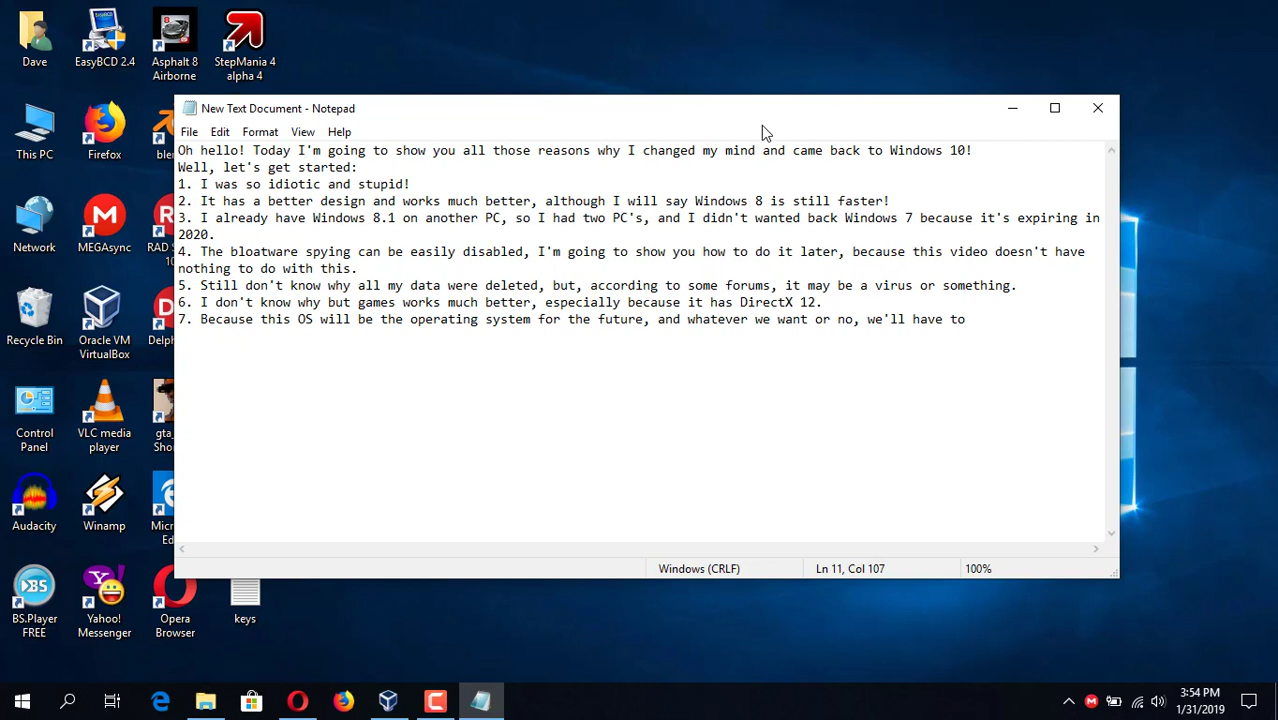 Dave
EasyBCD 2.4
Asphalt 8
Airborne
StepMania 4
alpha 4
New Text Document - Notepad
File Edit Format View Help
Oh hello! Today I'm going to show you all those reasons why I changed my mind and came back to Windows 10!
Well, let's get started:
1. I was so idiotic and stupid!
2. It has a better design and works much better, although I will say Windows 8 is still faster!
3. I already have Windows 8.1 on another PC, so I had two PC's, and I didn't wanted back Windows 7 because it's expiring in
2020.
4. The bloatware spying can be easily disabled, I'm going to show you how to do it later, because this video doesn't have
nothing to do with this.
5. Still don't know why all my data were deleted, but, according to some forums, it may be a virus or something.
6. I don't know why but games works much better, especially because it has DirectX 12.
7. Because this OS will be the operating system for the future, and whatever we want or no, we'll have to
Windows (CRLF) Ln 11, Col 107 100%
This PC
Firefox
ble
Network
MEGAsync
RAD S
10
Recycle Bin
Oracle VM
VirtualBox
Delph
Control
Panel
VLC media
player
gta_
Sho
Audacity
Winamp
Micr
Ed
BS.Player
FREE
Yahoo!
Messenger
Opera
Browser
keys
3:54 PM
1/31/2019